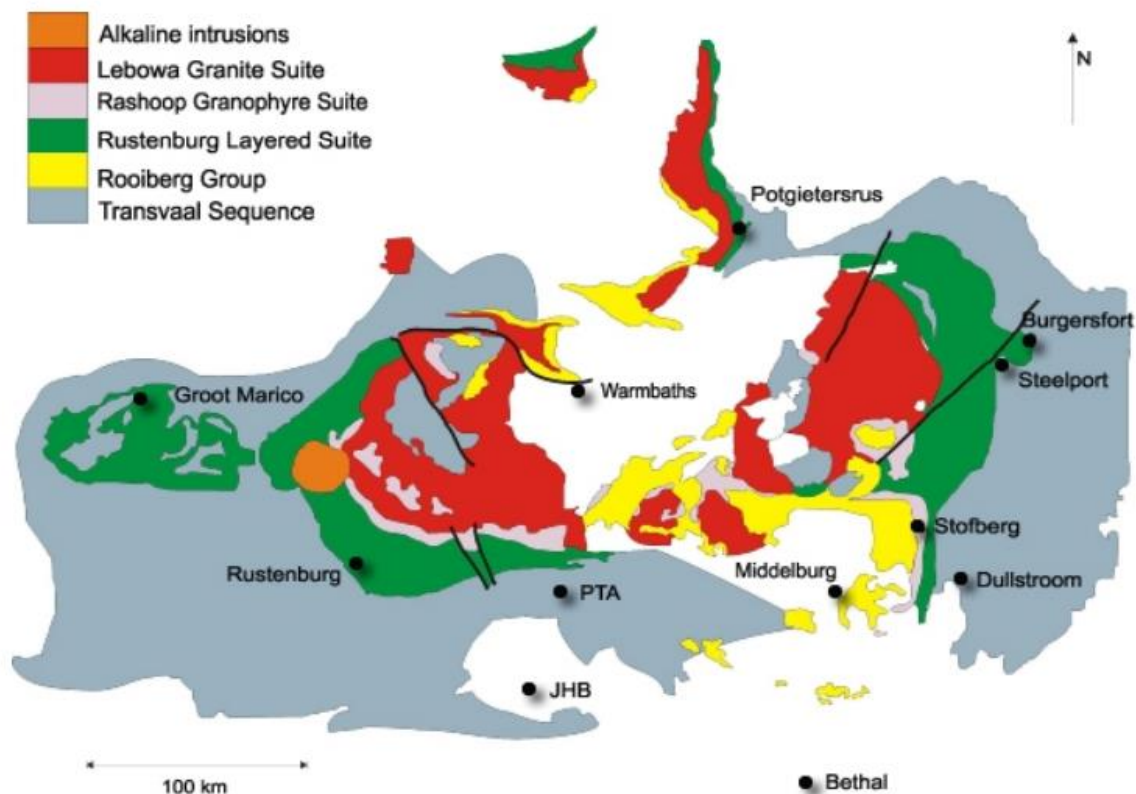 Alkaline intrusions
Lebowa Granite Suite
Rashoop Granophyre Suite
Rustenburg Layered Suite
Rooiberg Group
Transvaal Sequence
N
Potgietersrus
Burgersfort
Steelport
Groot Marico
Warmbaths
Stofberg
Rustenburg
PTA
Middelburg
Dullstroom
JHB
100 km
Bethal